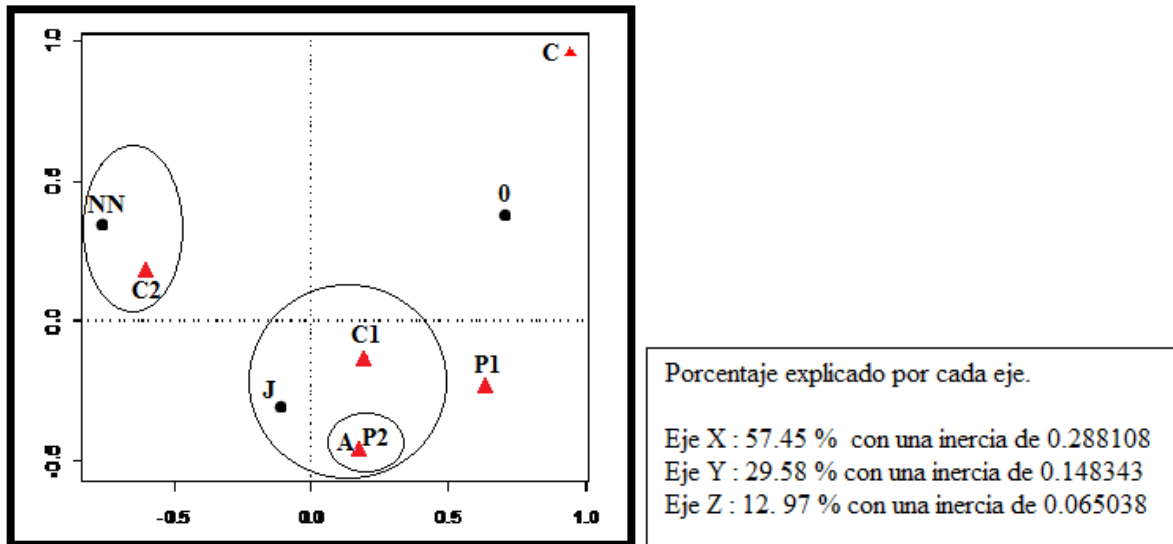 1.0
C
0.5
NN
0
C2
0.0
C1
P1
J
A P2
-0.5
-0.5 0.0 0.5 1.0
Porcentaje explicado por cada eje.
Eje X : 57.45 % con una inercia de 0.288108
Eje Y : 29.58 % con una inercia de 0.148343
Eje Z : 12. 97 % con una inercia de 0.065038